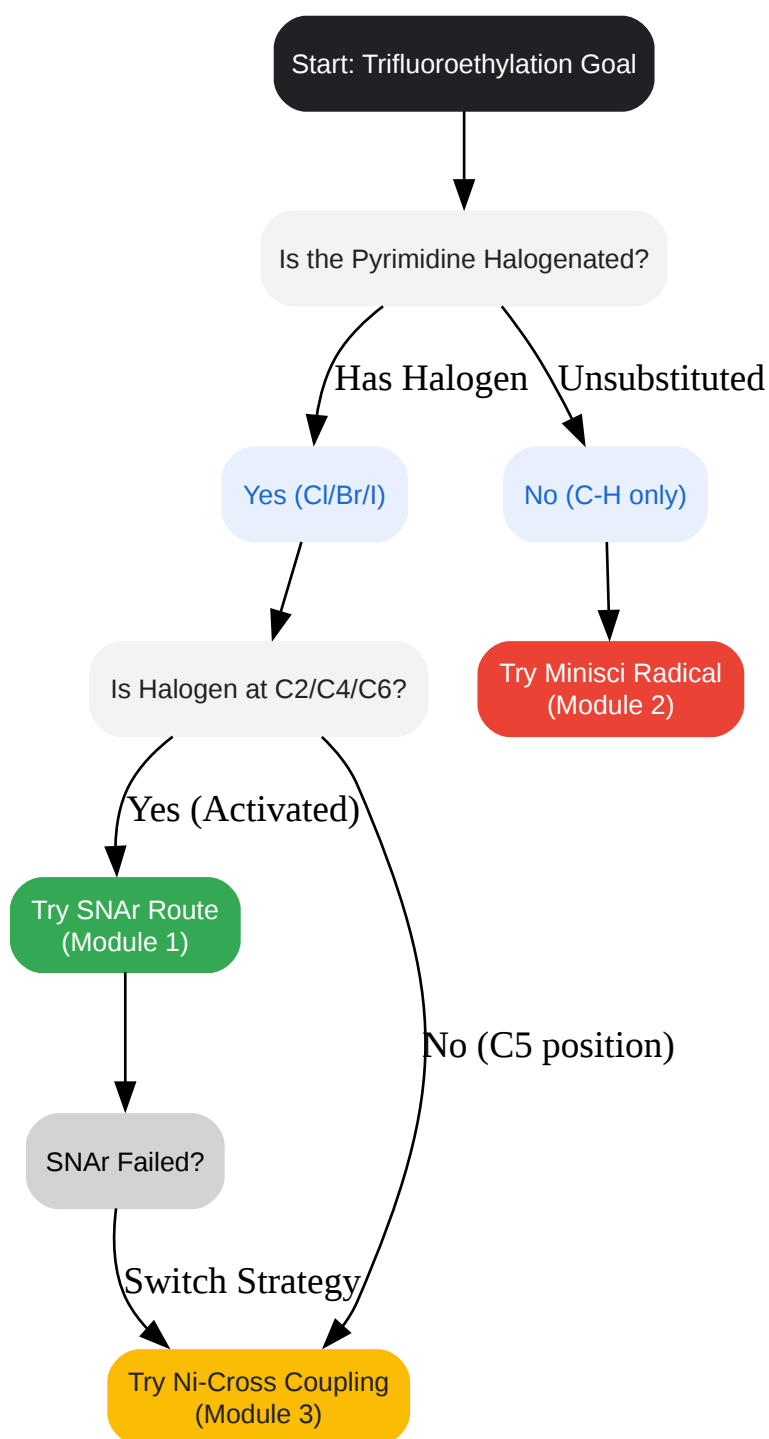 Start: Trifluoroethylation Goal
Is the Pyrimidine Halogenated?
Has Halogen
Unsubstituted
Yes (Cl/Br/I)
No (C-H only)
Is Halogen at C2/C4/C6?
Try Minisci Radical
(Module 2)
Yes (Activated)
Try SNAr Route
(Module 1)
No (C5 position)
SNAr Failed?
Switch Strategy
Try Ni-Cross Coupling
(Module 3)